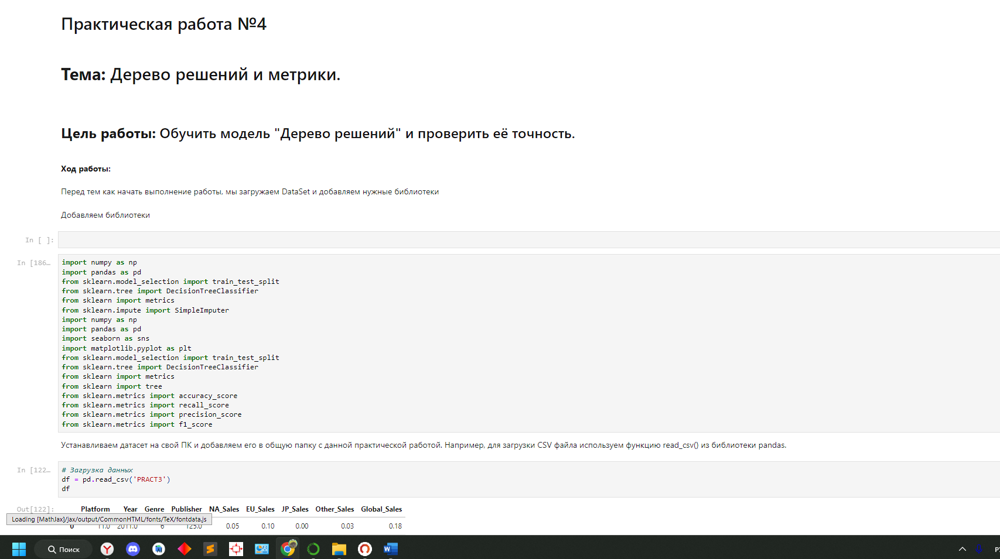 Практическая работа №4
Тема: Дерево решений и метрики.
Цель работы: Обучить модель "Дерево решений" и проверить её точность.
Ход работы:
Перед тем как начать выполнение работы, мы загружаем DataSet и добавляем нужные библиотеки
Добавляем библиотеки
In [ ]:
In [186…
import numpy as np
import pandas as pd
from sklearn.model_selection import train_test_split
from sklearn.tree import DecisionTreeClassifier
from sklearn import metrics
from sklearn.impute import SimpleImputer
import numpy as np
import pandas as pd
import seaborn as sns
import matplotlib.pyplot as plt
from sklearn.model_selection import train_test_split
from sklearn.tree import DecisionTreeClassifier
from sklearn import metrics
from sklearn import tree
from sklearn.metrics import accuracy_score
from sklearn.metrics import recall_score
from sklearn.metrics import precision_score
from sklearn.metrics import f1_score
Устанавливаем датасет на свой ПК и добавляем его в общую папку с данной практической работой. Например, для загрузки CSV файла используем функцию read_csv() из библиотеки pandas.
In [122…
# Загрузка данных
df = pd.read_csv('PRACT3')
df
Out[122]:
Platform Year Genre Publisher NA_Sales EU_Sales JP_Sales Other_Sales Global_Sales
Loading [MathJax]/jax/output/CommonHTML/fonts/TeX/fontdata.js
0 11.0 2011.0 6 125.0 0.05 0.10 0.00 0.03 0.18
Поиск